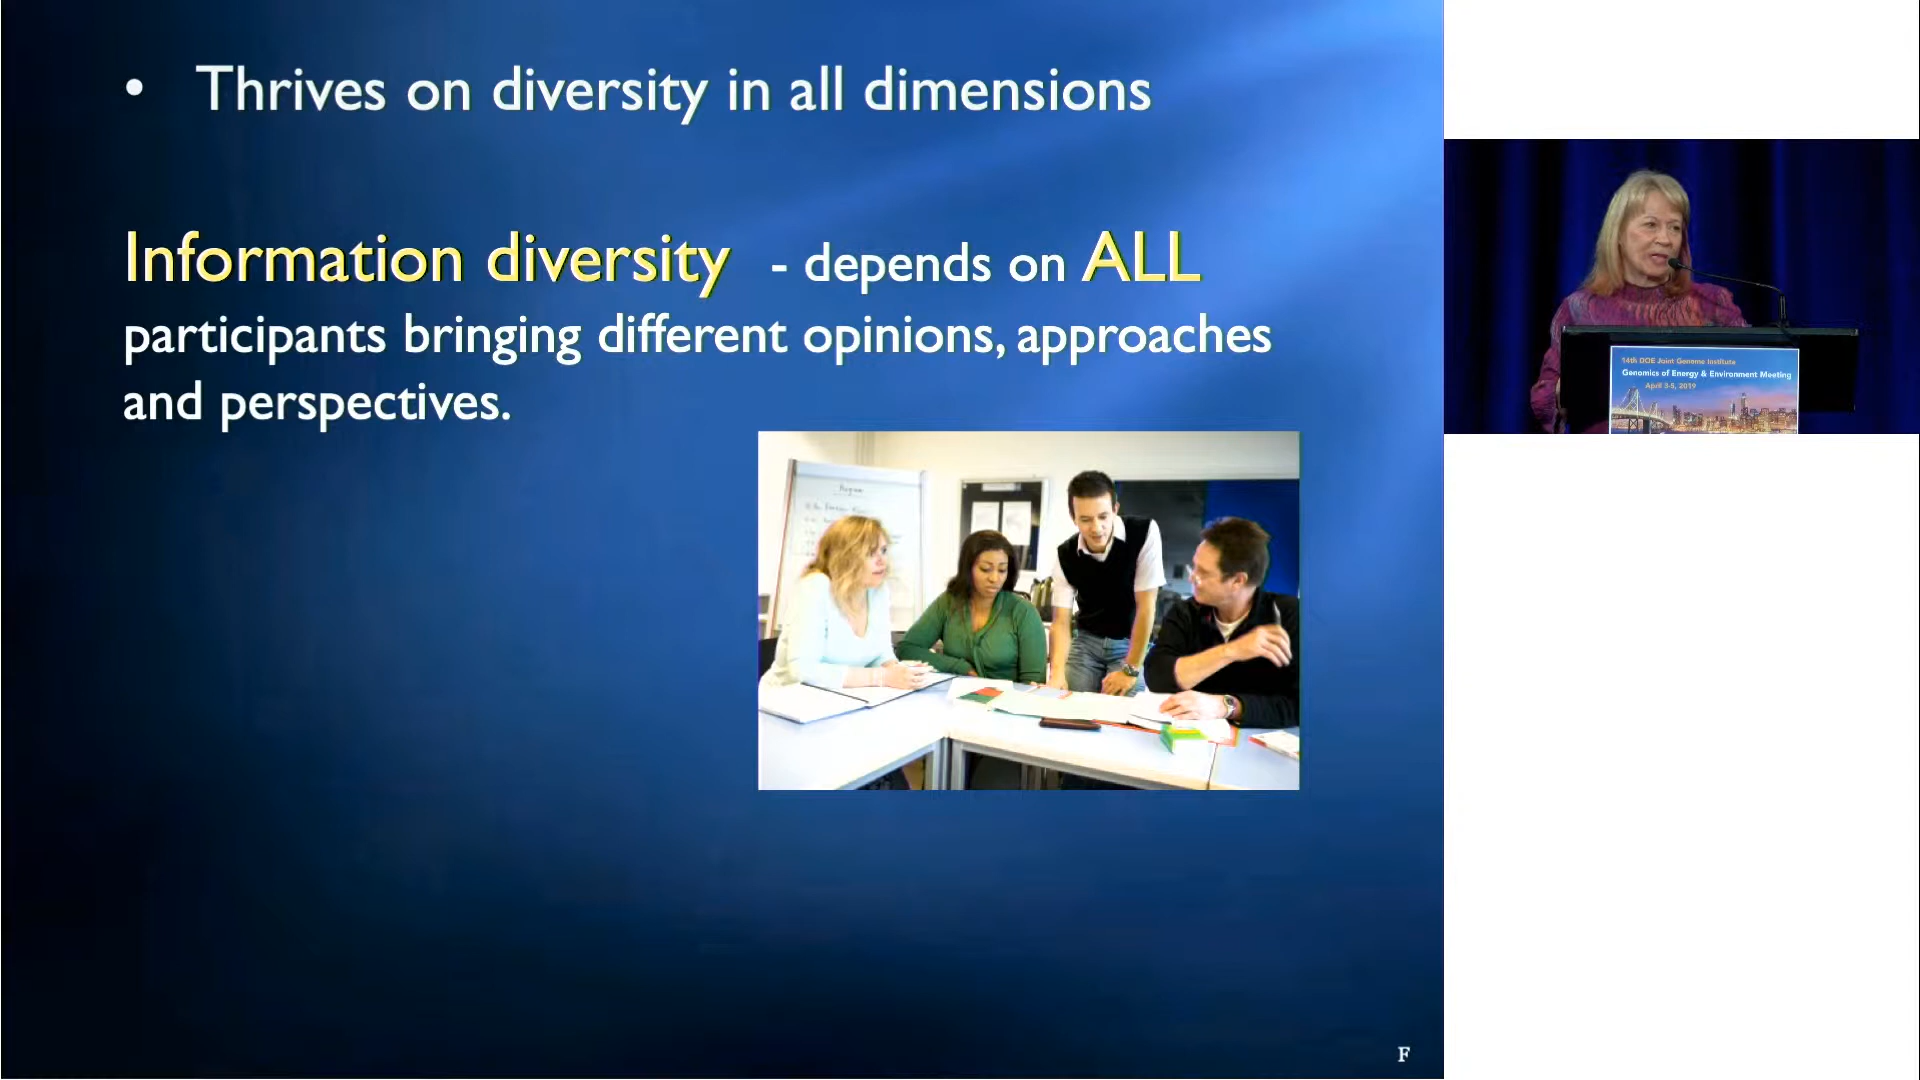 • Thrives on diversity in all dimensions
Information diversity - depends on ALL
participants bringing different opinions, approaches
and perspectives.
F
14th DOE Joint Genome Institute
Genomics of Energy & Environment Meeting
April 3-5, 2019